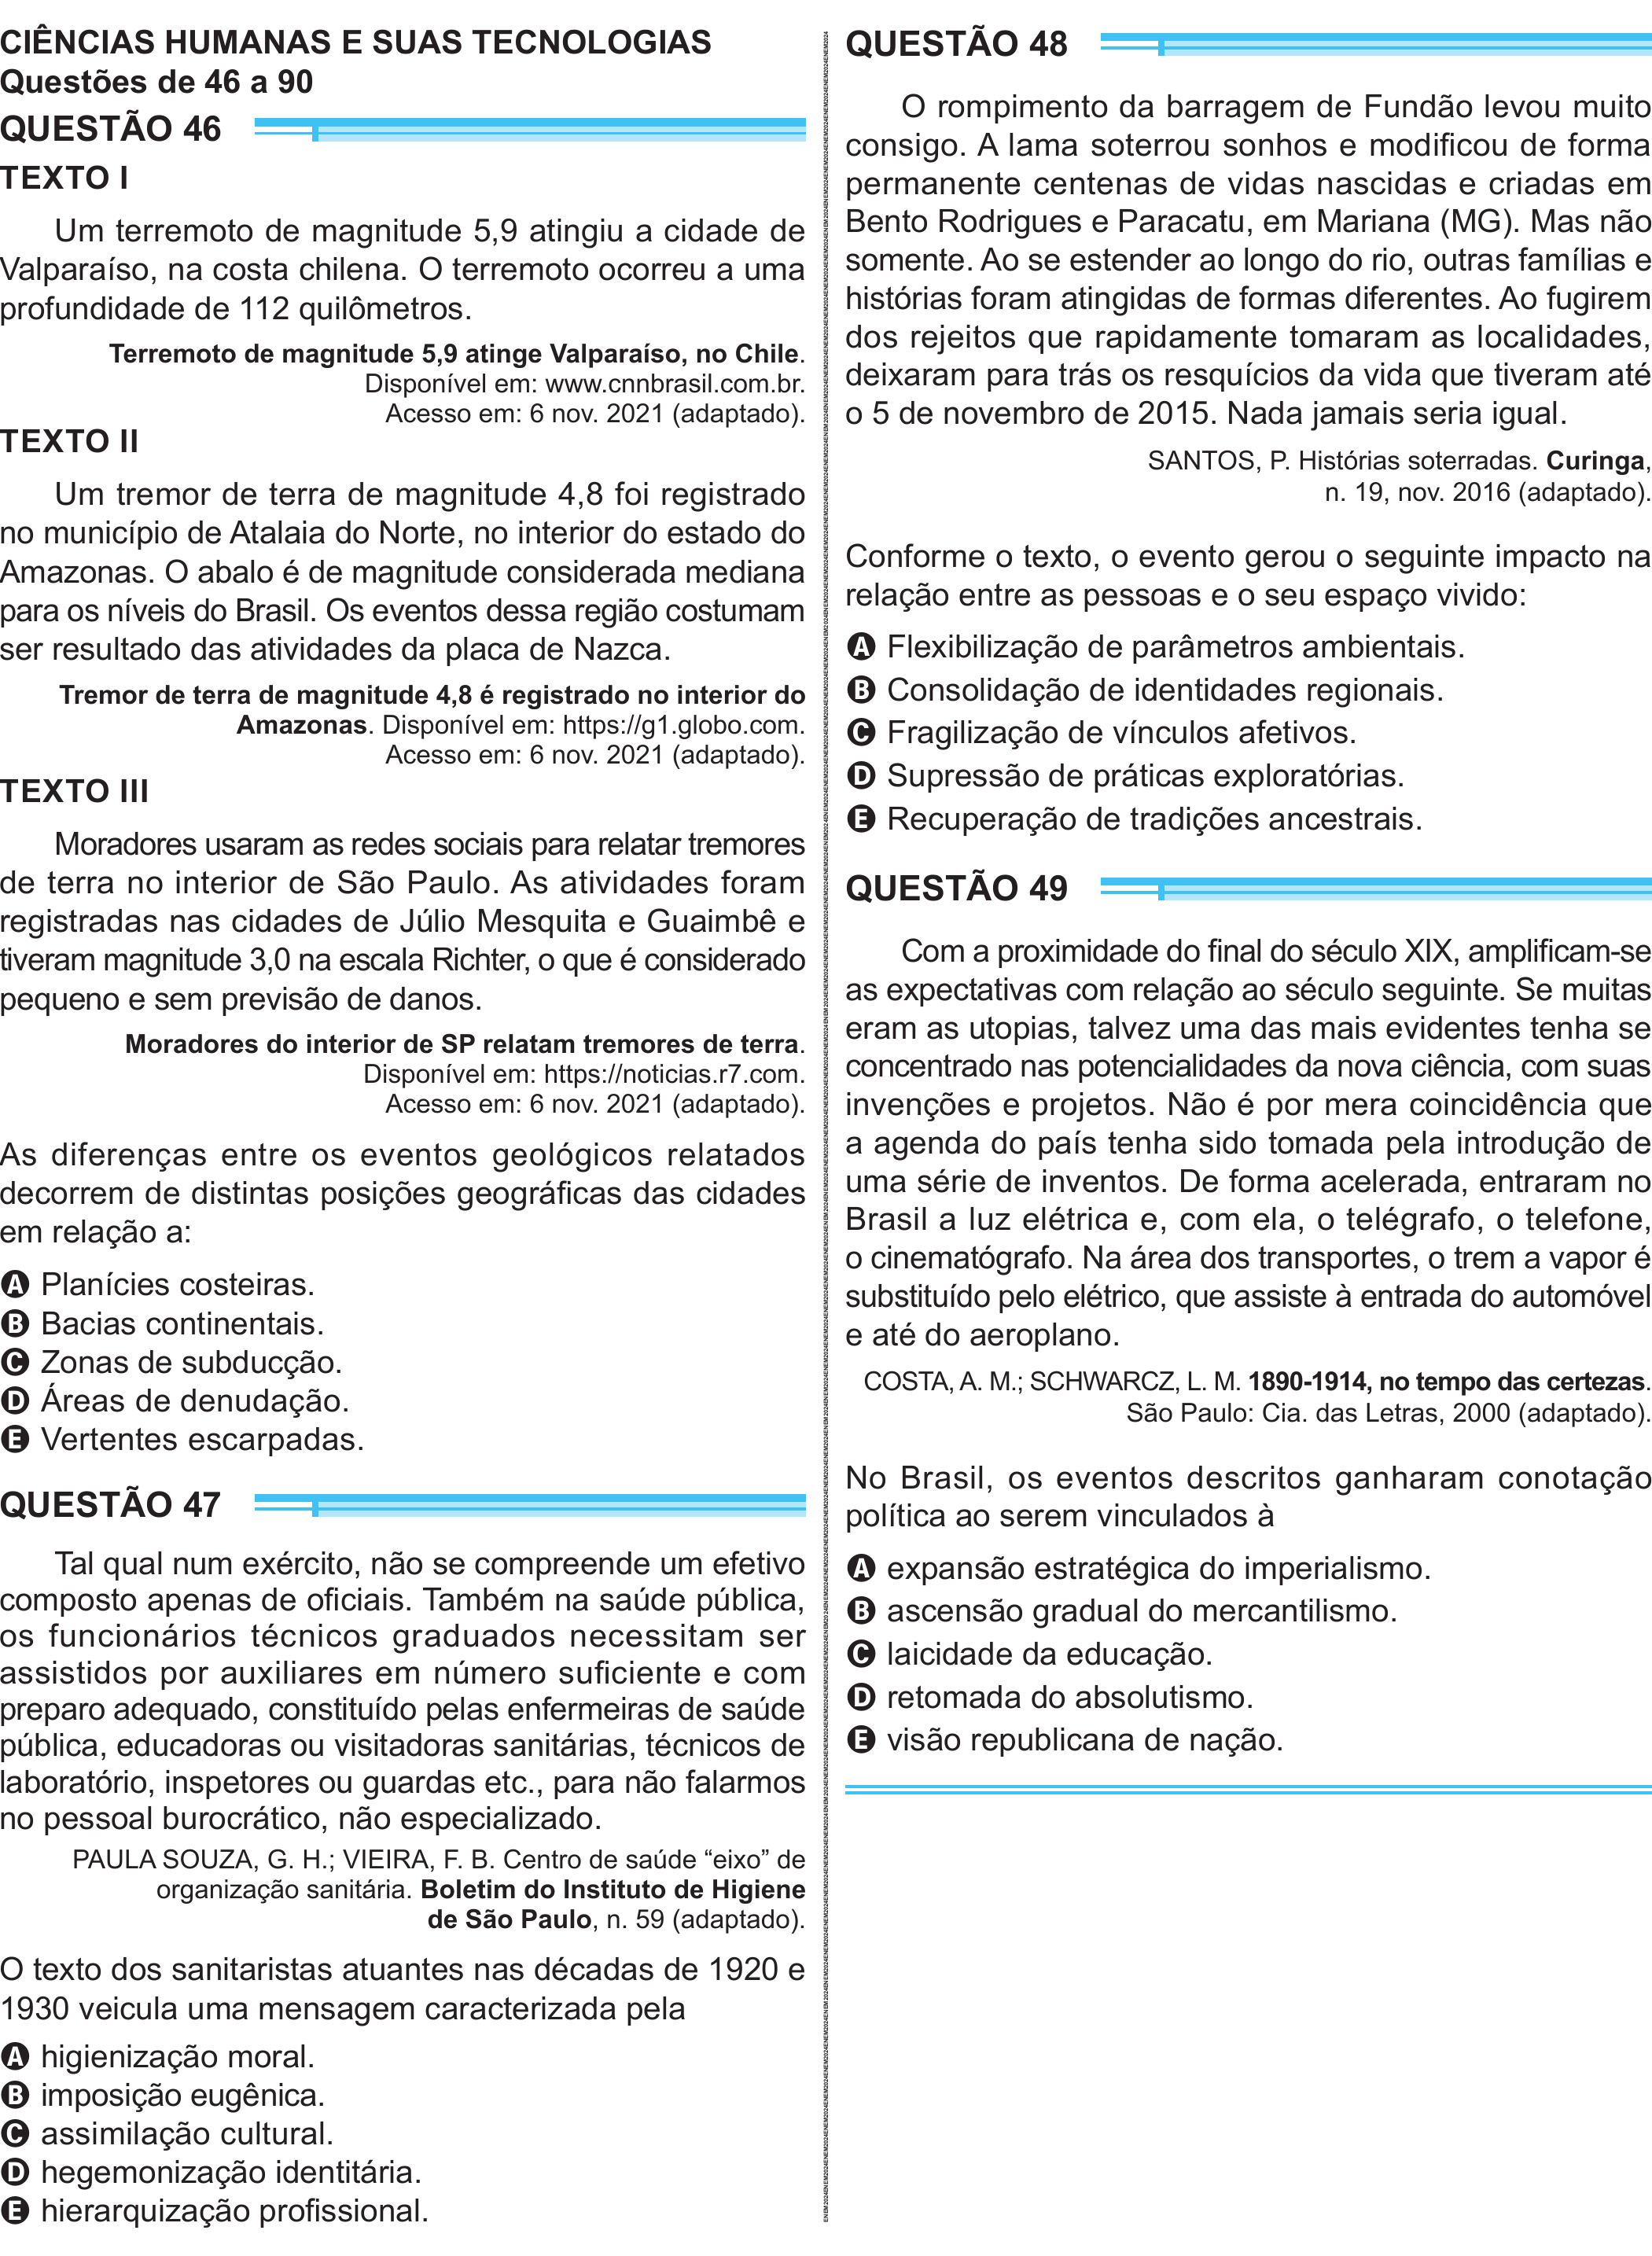 CIÊNCIAS HUMANAS E SUAS TECNOLOGIAS
Questões de 46 a 90
QUESTÃO 46
TEXTO I
Um terremoto de magnitude 5,9 atingiu a cidade de
Valparaíso, na costa chilena. O terremoto ocorreu a uma
profundidade de 112 quilômetros.
Terremoto de magnitude 5,9 atinge Valparaíso, no Chile.
Disponível em: www.cnnbrasil.com.br.
Acesso em: 6 nov. 2021 (adaptado).
TEXTO II
Um tremor de terra de magnitude 4,8 foi registrado
no município de Atalaia do Norte, no interior do estado do
Amazonas. O abalo é de magnitude considerada mediana
para os níveis do Brasil. Os eventos dessa região costumam
ser resultado das atividades da placa de Nazca.
Tremor de terra de magnitude 4,8 é registrado no interior do
Amazonas. Disponível em: https://g1.globo.com.
Acesso em: 6 nov. 2021 (adaptado).
TEXTO III
Moradores usaram as redes sociais para relatar tremores
de terra no interior de São Paulo. As atividades foram
registradas nas cidades de Júlio Mesquita e Guaimbê e
tiveram magnitude 3,0 na escala Richter, o que é considerado
pequeno e sem previsão de danos.
Moradores do interior de SP relatam tremores de terra.
Disponível em: https://noticias.r7.com.
Acesso em: 6 nov. 2021 (adaptado).
As diferenças entre os eventos geológicos relatados
decorrem de distintas posições geográficas das cidades
em relação a:
A Planícies costeiras.
B Bacias continentais.
C Zonas de subducção.
D Áreas de denudação.
E Vertentes escarpadas.
QUESTÃO 47
Tal qual num exército, não se compreende um efetivo
composto apenas de oficiais. Também na saúde pública,
os funcionários técnicos graduados necessitam ser
assistidos por auxiliares em número suficiente e com
preparo adequado, constituído pelas enfermeiras de saúde
pública, educadoras ou visitadoras sanitárias, técnicos de
laboratório, inspetores ou guardas etc., para não falarmos
no pessoal burocrático, não especializado.
PAULA SOUZA, G. H.; VIEIRA, F. B. Centro de saúde “eixo” de
organização sanitária. Boletim do Instituto de Higiene
de São Paulo, n. 59 (adaptado).
O texto dos sanitaristas atuantes nas décadas de 1920 e
1930 veicula uma mensagem caracterizada pela
A higienização moral.
B imposição eugênica.
C assimilação cultural.
D hegemonização identitária.
E hierarquização profissional.
QUESTÃO 48
O rompimento da barragem de Fundão levou muito
consigo. A lama soterrou sonhos e modificou de forma
permanente centenas de vidas nascidas e criadas em
Bento Rodrigues e Paracatu, em Mariana (MG). Mas não
somente. Ao se estender ao longo do rio, outras famílias e
histórias foram atingidas de formas diferentes. Ao fugirem
dos rejeitos que rapidamente tomaram as localidades,
deixaram para trás os resquícios da vida que tiveram até
o 5 de novembro de 2015. Nada jamais seria igual.
SANTOS, P. Histórias soterradas. Curinga,
n. 19, nov. 2016 (adaptado).
Conforme o texto, o evento gerou o seguinte impacto na
relação entre as pessoas e o seu espaço vivido:
A Flexibilização de parâmetros ambientais.
B Consolidação de identidades regionais.
C Fragilização de vínculos afetivos.
D Supressão de práticas exploratórias.
E Recuperação de tradições ancestrais.
QUESTÃO 49
Com a proximidade do final do século XIX, amplificam-se
as expectativas com relação ao século seguinte. Se muitas
eram as utopias, talvez uma das mais evidentes tenha se
concentrado nas potencialidades da nova ciência, com suas
invenções e projetos. Não é por mera coincidência que
a agenda do país tenha sido tomada pela introdução de
uma série de inventos. De forma acelerada, entraram no
Brasil a luz elétrica e, com ela, o telégrafo, o telefone,
o cinematógrafo. Na área dos transportes, o trem a vapor é
substituído pelo elétrico, que assiste à entrada do automóvel
e até do aeroplano.
COSTA, A. M.; SCHWARCZ, L. M. 1890-1914, no tempo das certezas.
São Paulo: Cia. das Letras, 2000 (adaptado).
No Brasil, os eventos descritos ganharam conotação
política ao serem vinculados à
A expansão estratégica do imperialismo.
B ascensão gradual do mercantilismo.
C laicidade da educação.
D retomada do absolutismo.
E visão republicana de nação.